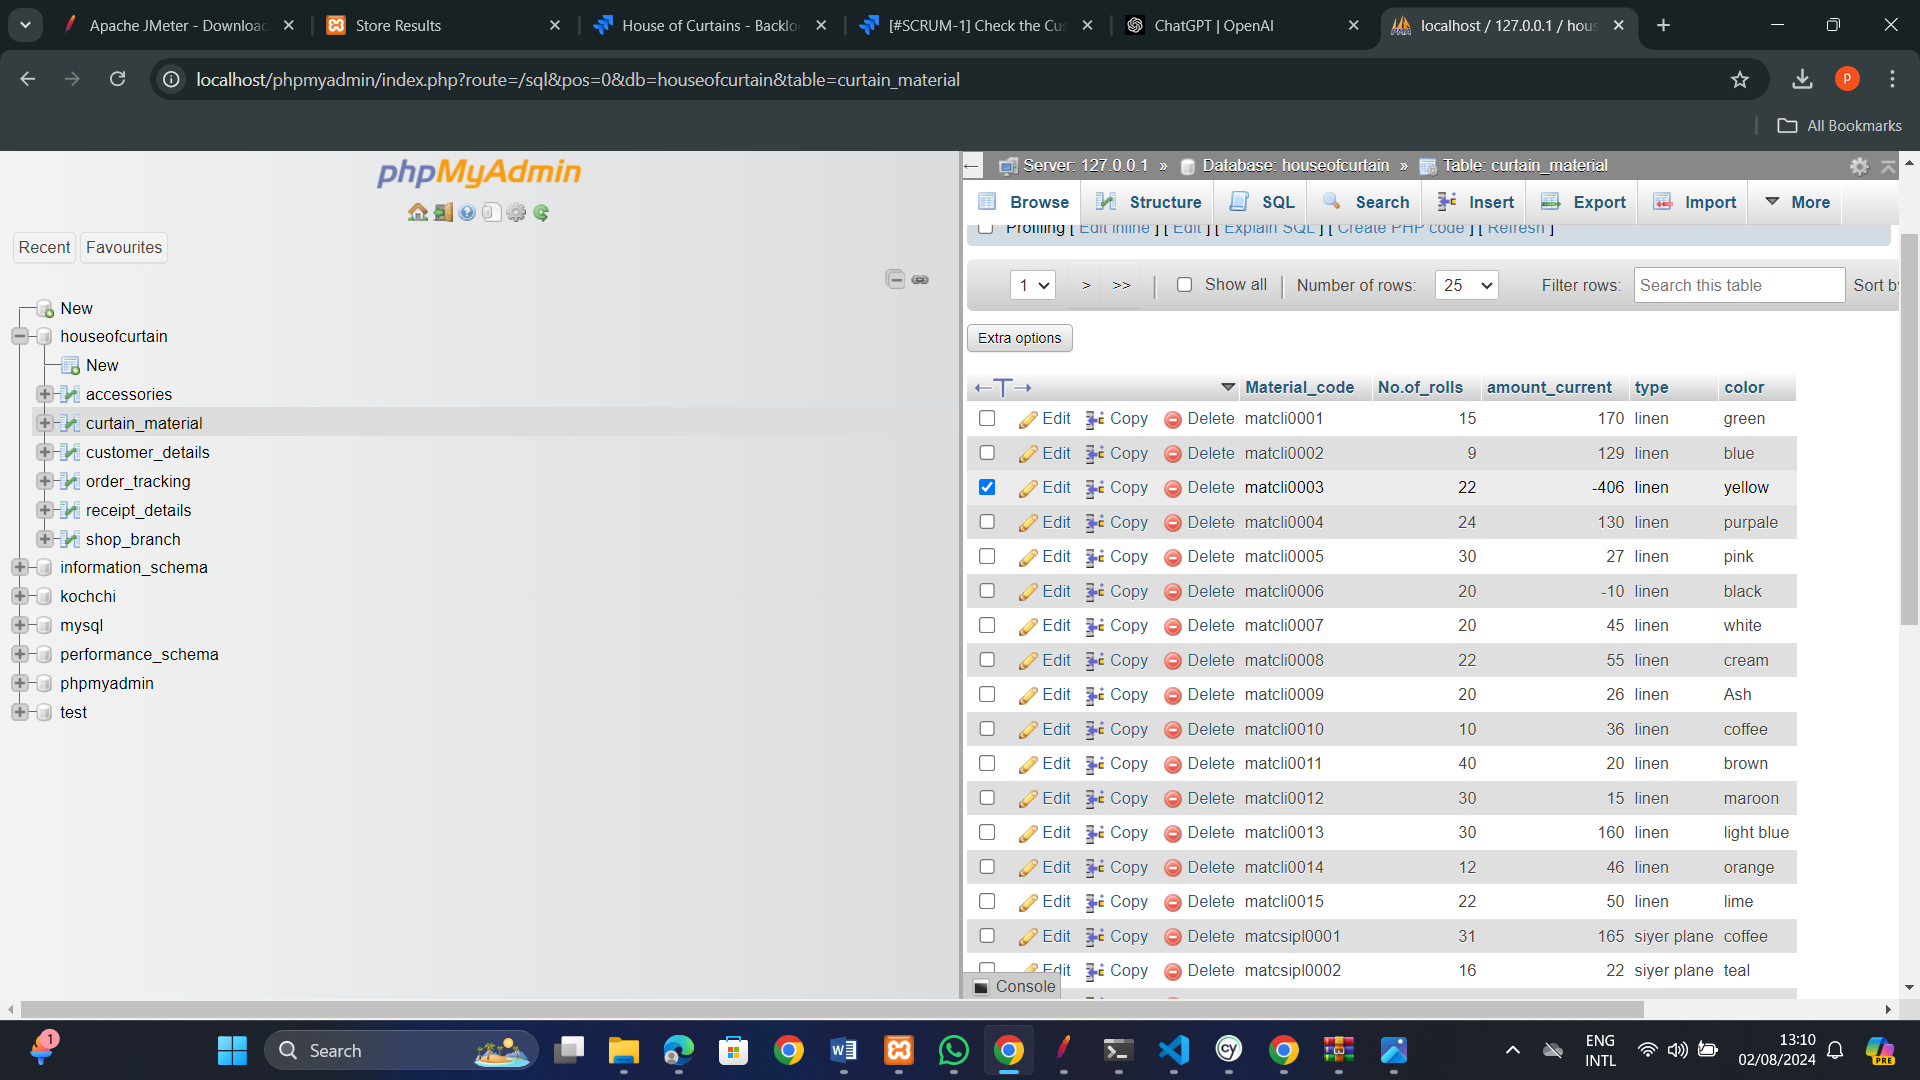 Apache JMeter - Download
Store Results
House of Curtains - Backlo
[#SCRUM-1] Check the Cus
ChatGPT | OpenAI
localhost / 127.0.0.1 / hous
localhost/phpmyadmin/index.php?route=/sql&pos=0&db=houseofcurtain&table=curtain_material
p
All Bookmarks
phpMyAdmin
Recent
Favourites
New
houseofcurtain
New
accessories
curtain_material
customer_details
order_tracking
receipt_details
shop_branch
information_schema
kochchi
mysql
performance_schema
phpmyadmin
test
Server: 127.0.0.1 » Database: houseofcurtain » Table: curtain_material
Browse Structure SQL Search Insert Export Import More
Profiling [ Edit inline ] [ Edit ] [ Explain SQL ] [ Create PHP code ] [ Refresh ]
1 > >> | Show all | Number of rows: 25 Filter rows: Search this table Sort by
Extra options
←T→ Material_code No.of_rolls amount_current type color
Edit Copy Delete matcli0001 15 170 linen green
Edit Copy Delete matcli0002 9 129 linen blue
Edit Copy Delete matcli0003 22 -406 linen yellow
Edit Copy Delete matcli0004 24 130 linen purpale
Edit Copy Delete matcli0005 30 27 linen pink
Edit Copy Delete matcli0006 20 -10 linen black
Edit Copy Delete matcli0007 20 45 linen white
Edit Copy Delete matcli0008 22 55 linen cream
Edit Copy Delete matcli0009 20 26 linen Ash
Edit Copy Delete matcli0010 10 36 linen coffee
Edit Copy Delete matcli0011 40 20 linen brown
Edit Copy Delete matcli0012 30 15 linen maroon
Edit Copy Delete matcli0013 30 160 linen light blue
Edit Copy Delete matcli0014 12 46 linen orange
Edit Copy Delete matcli0015 22 50 linen lime
Edit Copy Delete matcsipl0001 31 165 siyer plane coffee
Edit Copy Delete matcsipl0002 16 22 siyer plane teal
Console
1
Search
cy
ENG
INTL
13:10
02/08/2024
PRE